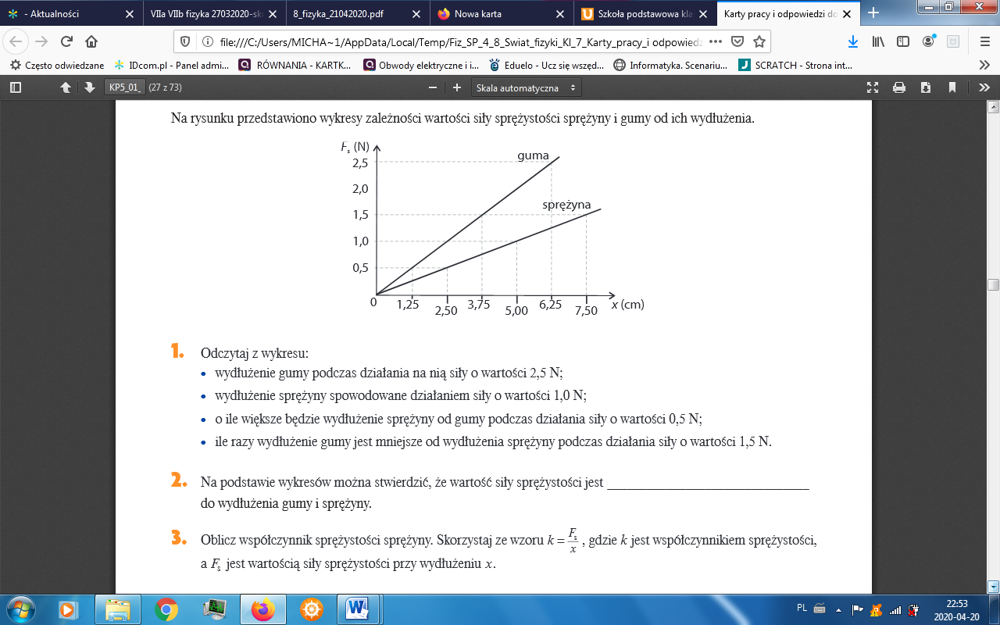 - Aktualności
VIIa VIIb fizyka 27032020-sk
8_fizyka_21042020.pdf
Nowa karta
Szkoła podstawowa kla
Karty pracy i odpowiedzi do
file:///C:/Users/MICHA~1/AppData/Local/Temp/Fiz_SP_4_8_Swiat_fizyki_Kl_7_Karty_pracy_i odpowiedz
Często odwiedzane
IDcom.pl - Panel admi...
RÓWNANIA - KARTK...
Obwody elektryczne i i...
Eduelo - Ucz się wszęd...
Informatyka. Scenariu...
SCRATCH - Strona int...
KP5_01_ (27 z 73)
Skala automatyczna
Na rysunku przedstawiono wykresy zależności wartości siły sprężystości sprężyny i gumy od ich wydłużenia.
Fs (N)
2,5
2,0
1,5
1,0
0,5
0
guma
sprężyna
1,25
2,50
3,75
5,00
6,25
7,50
x (cm)
1. Odczytaj z wykresu:
• wydłużenie gumy podczas działania na nią siły o wartości 2,5 N;
• wydłużenie sprężyny spowodowane działaniem siły o wartości 1,0 N;
• o ile większe będzie wydłużenie sprężyny od gumy podczas działania siły o wartości 0,5 N;
• ile razy wydłużenie gumy jest mniejsze od wydłużenia sprężyny podczas działania siły o wartości 1,5 N.
2. Na podstawie wykresów można stwierdzić, że wartość siły sprężystości jest ____________________
do wydłużenia gumy i sprężyny.
3. Oblicz współczynnik sprężystości sprężyny. Skorzystaj ze wzoru k = Fs/x, gdzie k jest współczynnikiem sprężystości,
a Fs jest wartością siły sprężystości przy wydłużeniu x.
PL
22:53
2020-04-20